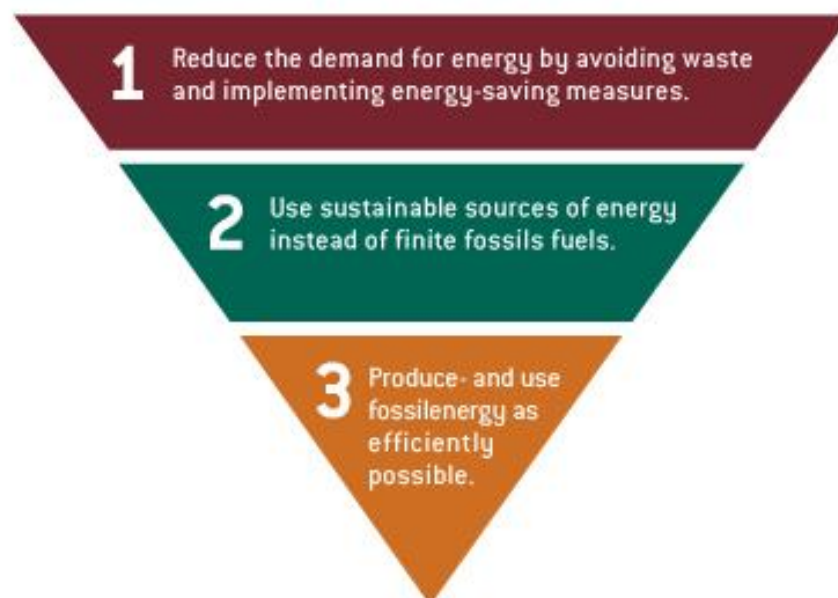 1 Reduce the demand for energy by avoiding waste
and implementing energy-saving measures.
2 Use sustainable sources of energy
instead of finite fossils fuels.
3 Produce- and use
fossilenergy as
efficiently
possible.